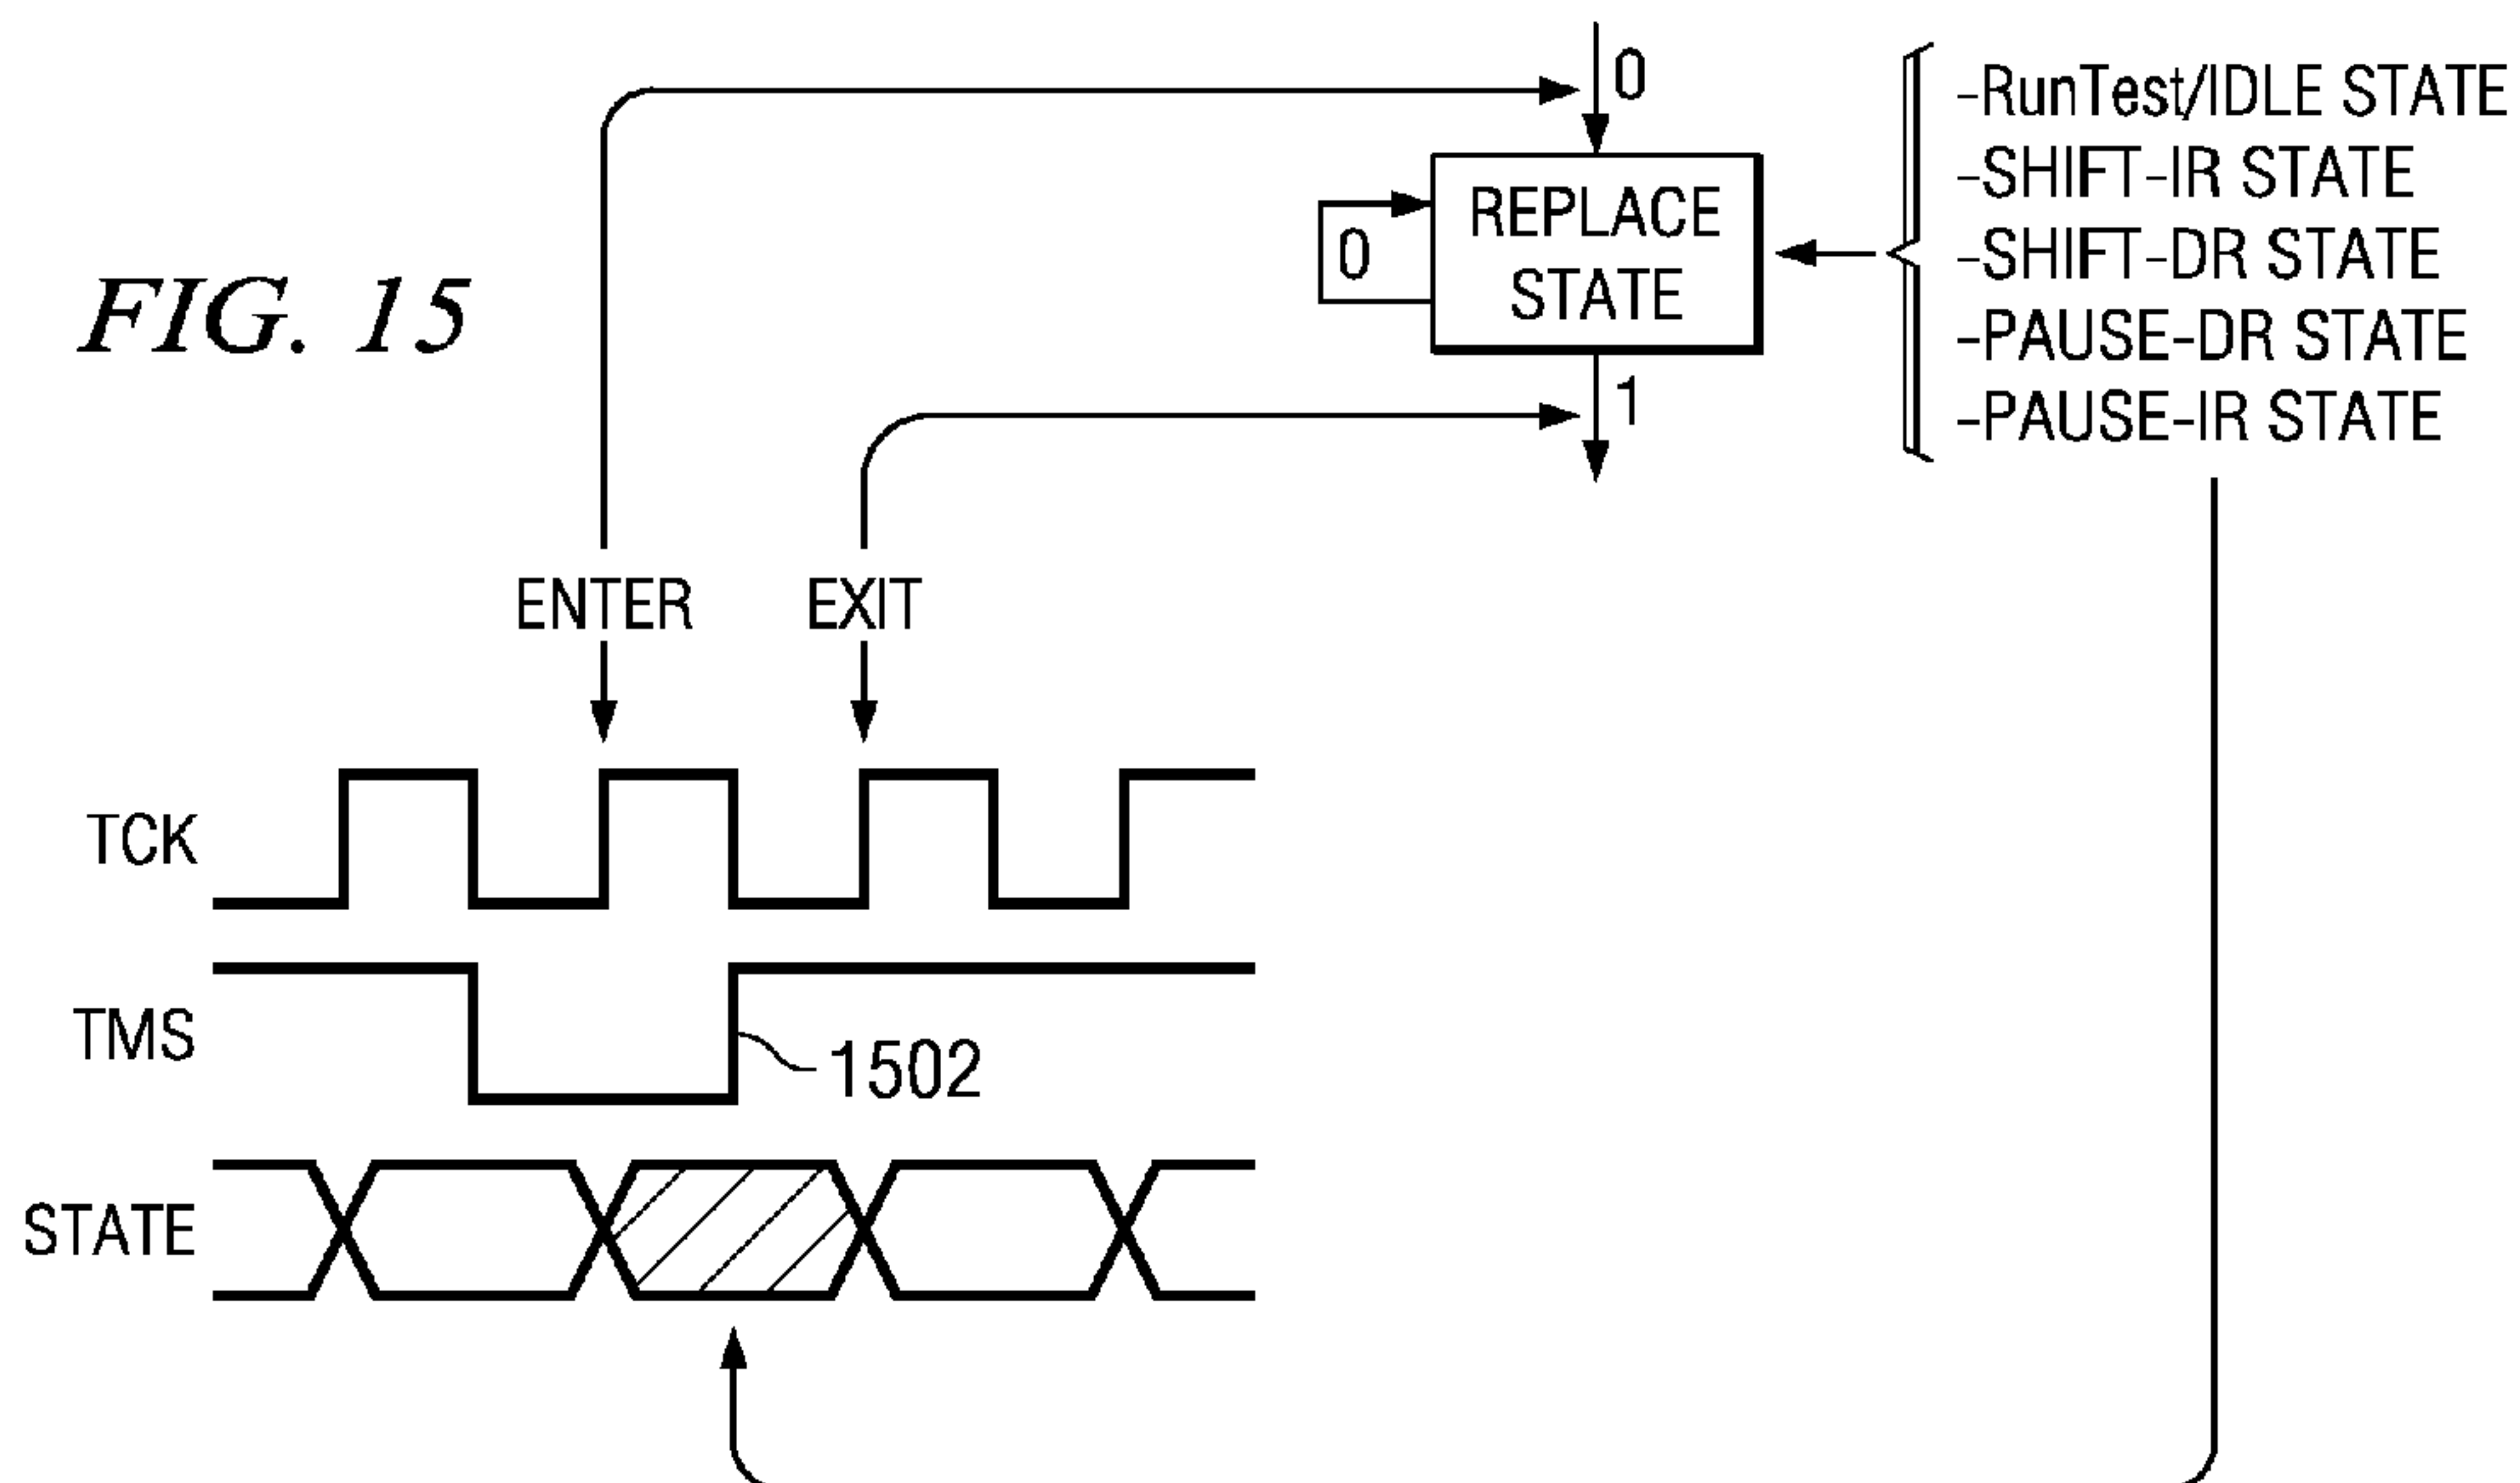 FIG. 15
0
REPLACE
STATE
0
1
-RunTest/IDLE STATE
-SHIFT-IR STATE
-SHIFT-DR STATE
-PAUSE-DR STATE
-PAUSE-IR STATE
ENTER
EXIT
TCK
TMS
1502
STATE